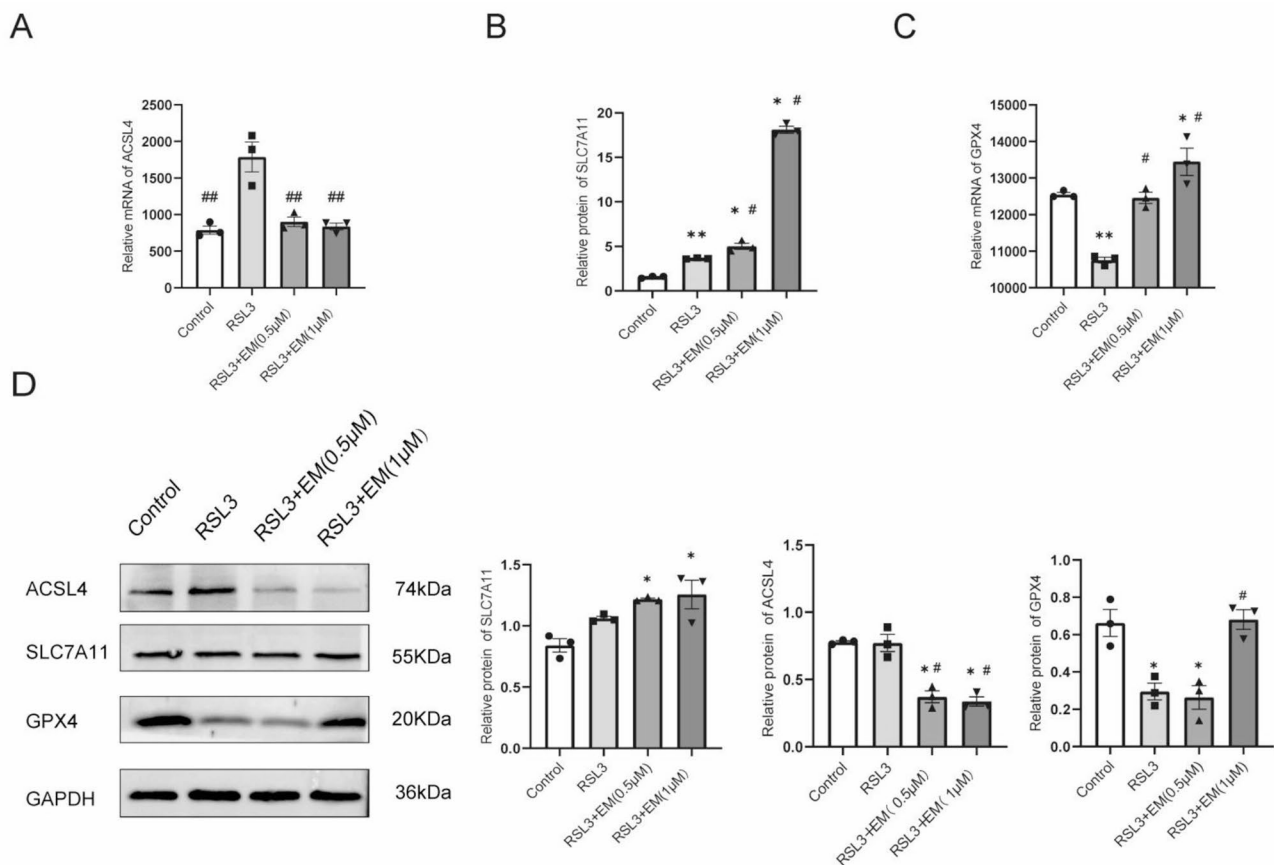 A
B
C
Relative mRNA of ACSL4
2500
2000
1500
1000
500
0
##
##
##
Control
RSL3
RSL3+EM(0.5μM)
RSL3+EM(1μM)
Relative protein of SLC7A11
20
15
10
5
0
**
* #
* #
Control
RSL3
RSL3+EM(0.5μM)
RSL3+EM(1μM)
Relative mRNA of GPX4
15000
14000
13000
12000
11000
10000
**
#
* #
Control
RSL3
RSL3+EM(0.5μM)
RSL3+EM(1μM)
D
Control
RSL3
RSL3+EM(0.5μM)
RSL3+EM(1μM)
ACSL4 74kDa
SLC7A11 55KDa
GPX4 20KDa
GAPDH 36kDa
Relative protein of SLC7A11
1.5
1.0
0.5
0.0
*
*
Control
RSL3
RSL3+EM(0.5μM)
RSL3+EM(1μM)
Relative protein of ACSL4
1.5
1.0
0.5
0.0
* #
* #
Control
RSL3
RSL3+EM( 0.5μM)
RSL3+EM( 1μM)
Relative protein of GPX4
0.8
0.6
0.4
0.2
0.0
*
*
#
Control
RSL3
RSL3+EM(0.5μM)
RSL3+EM(1μM)